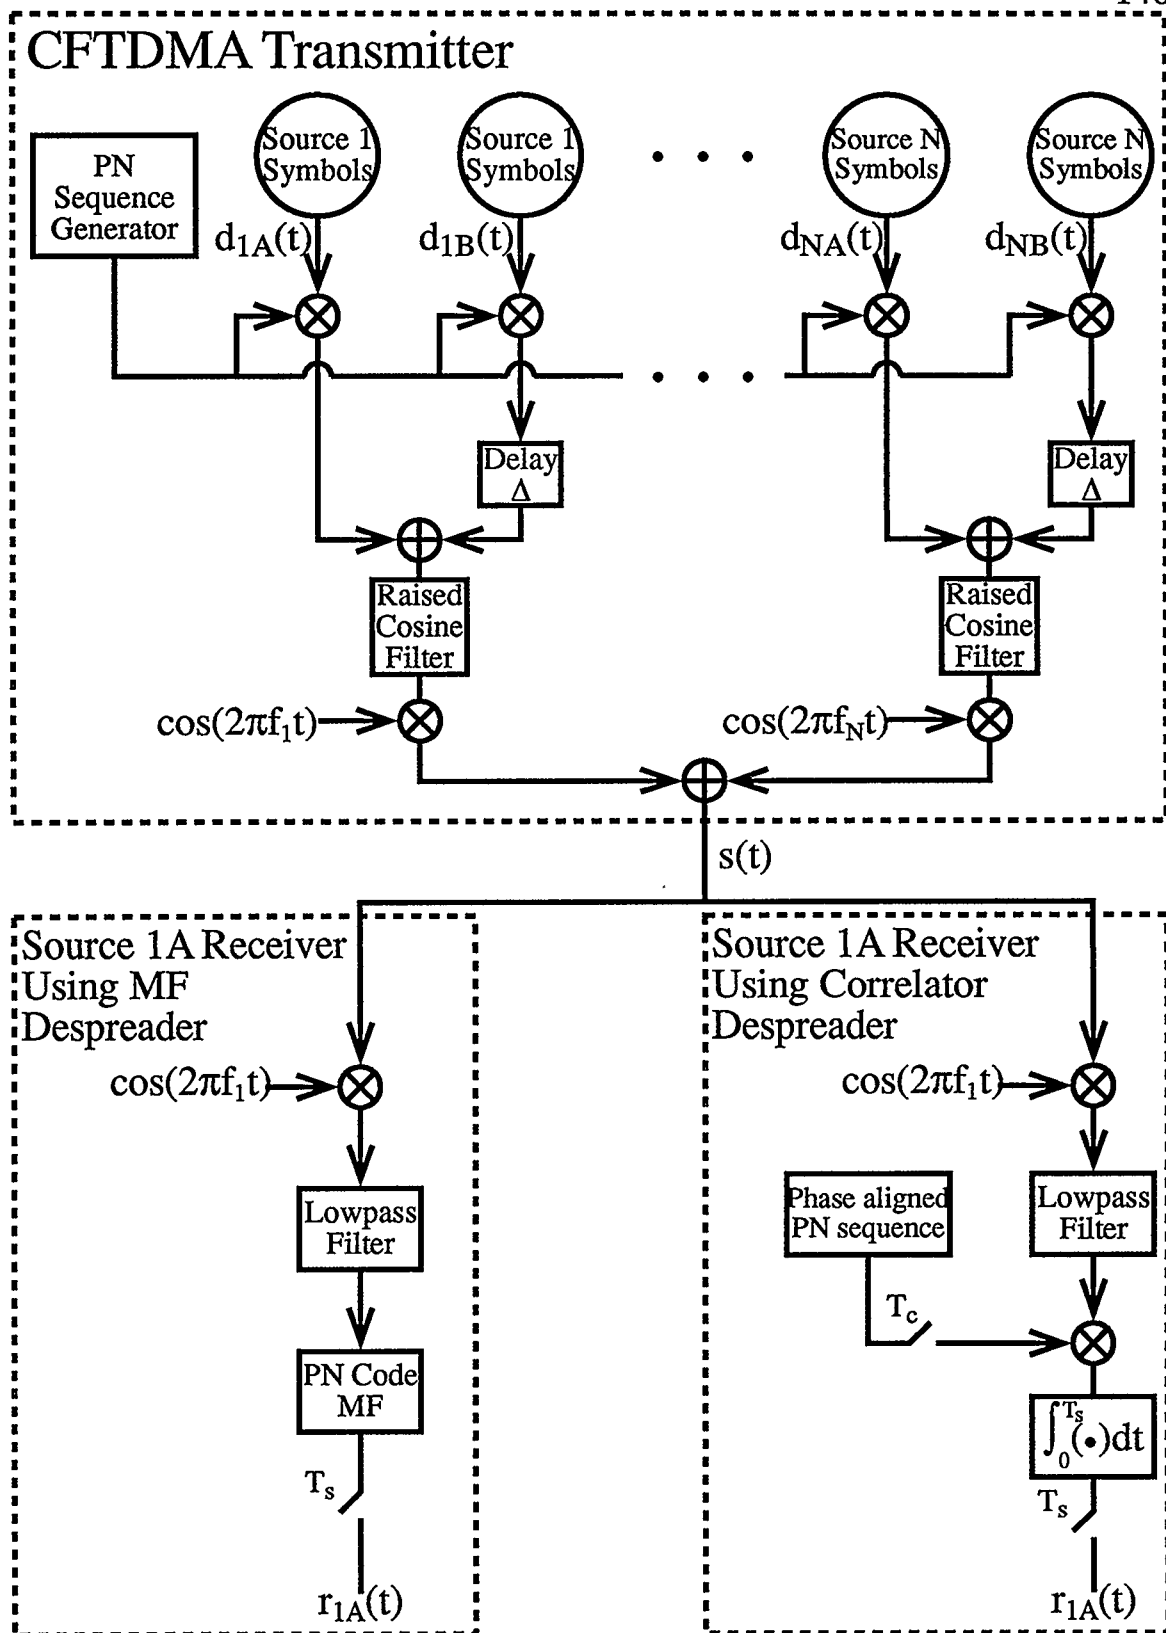 CFTDMA Transmitter
PN
Sequence
Generator
Source 1
Symbols
Source 1
Symbols
Source N
Symbols
Source N
Symbols
d1A(t)
d1B(t)
dNA(t)
dNB(t)
Delay
Δ
Delay
Δ
Raised
Cosine
Filter
Raised
Cosine
Filter
cos(2πf1t)
cos(2πfNt)
s(t)
Source 1A Receiver
Using MF
Despreader
cos(2πf1t)
Lowpass
Filter
PN Code
MF
Ts
r1A(t)
Source 1A Receiver
Using Correlator
Despreader
cos(2πf1t)
Phase aligned
PN sequence
Lowpass
Filter
Tc
∫0Ts(•)dt
Ts
r1A(t)